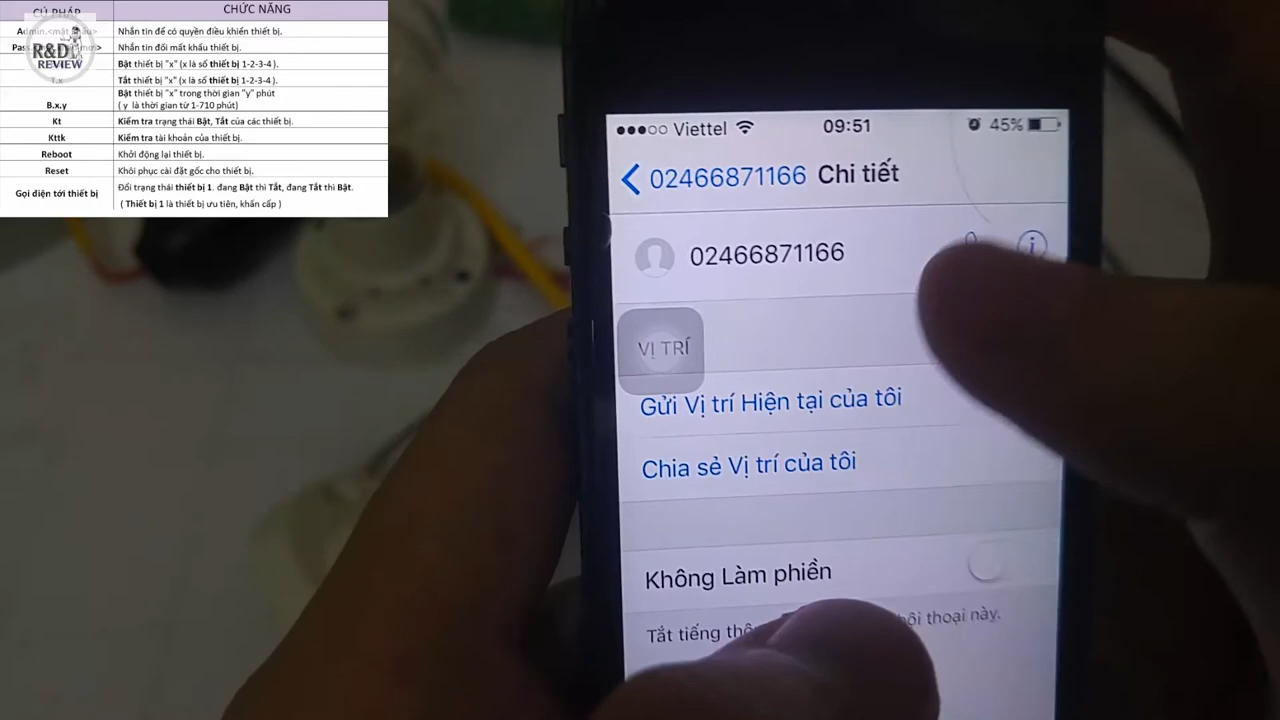 CÚ PHÁP CHỨC NĂNG
Nhắn tin để có quyền điều khiển thiết bị.
Nhắn tin đổi mất khẩu thiết bị.
R&D
REVIEW
Bật thiết bị "x" (x là số thiết bị 1-2-3-4 ).
T.x Tắt thiết bị "x" (x là số thiết bị 1-2-3-4 ).
Bật thiết bị "x" trong thời gian "y" phút
B.x.y ( y là thời gian từ 1-710 phút)
Kt Kiểm tra trạng thái Bật, Tắt của các thiết bị.
Kttk Kiểm tra tài khoản của thiết bị.
Reboot Khởi động lại thiết bị.
Reset Khôi phục cài đặt gốc cho thiết bị.
Gọi điện tới thiết bị Đổi trạng thái thiết bị 1. đang Bật thì Tắt, đang Tắt thì Bật.
( Thiết bị 1 là thiết bị ưu tiên, khẩn cấp )
Viettel 09:51 45%
02466871166 Chi tiết
02466871166
VỊ TRÍ
Gửi Vị trí Hiện tại của tôi
Chia sẻ Vị trí của tôi
Không Làm phiền
Tắt tiếng thoại này.